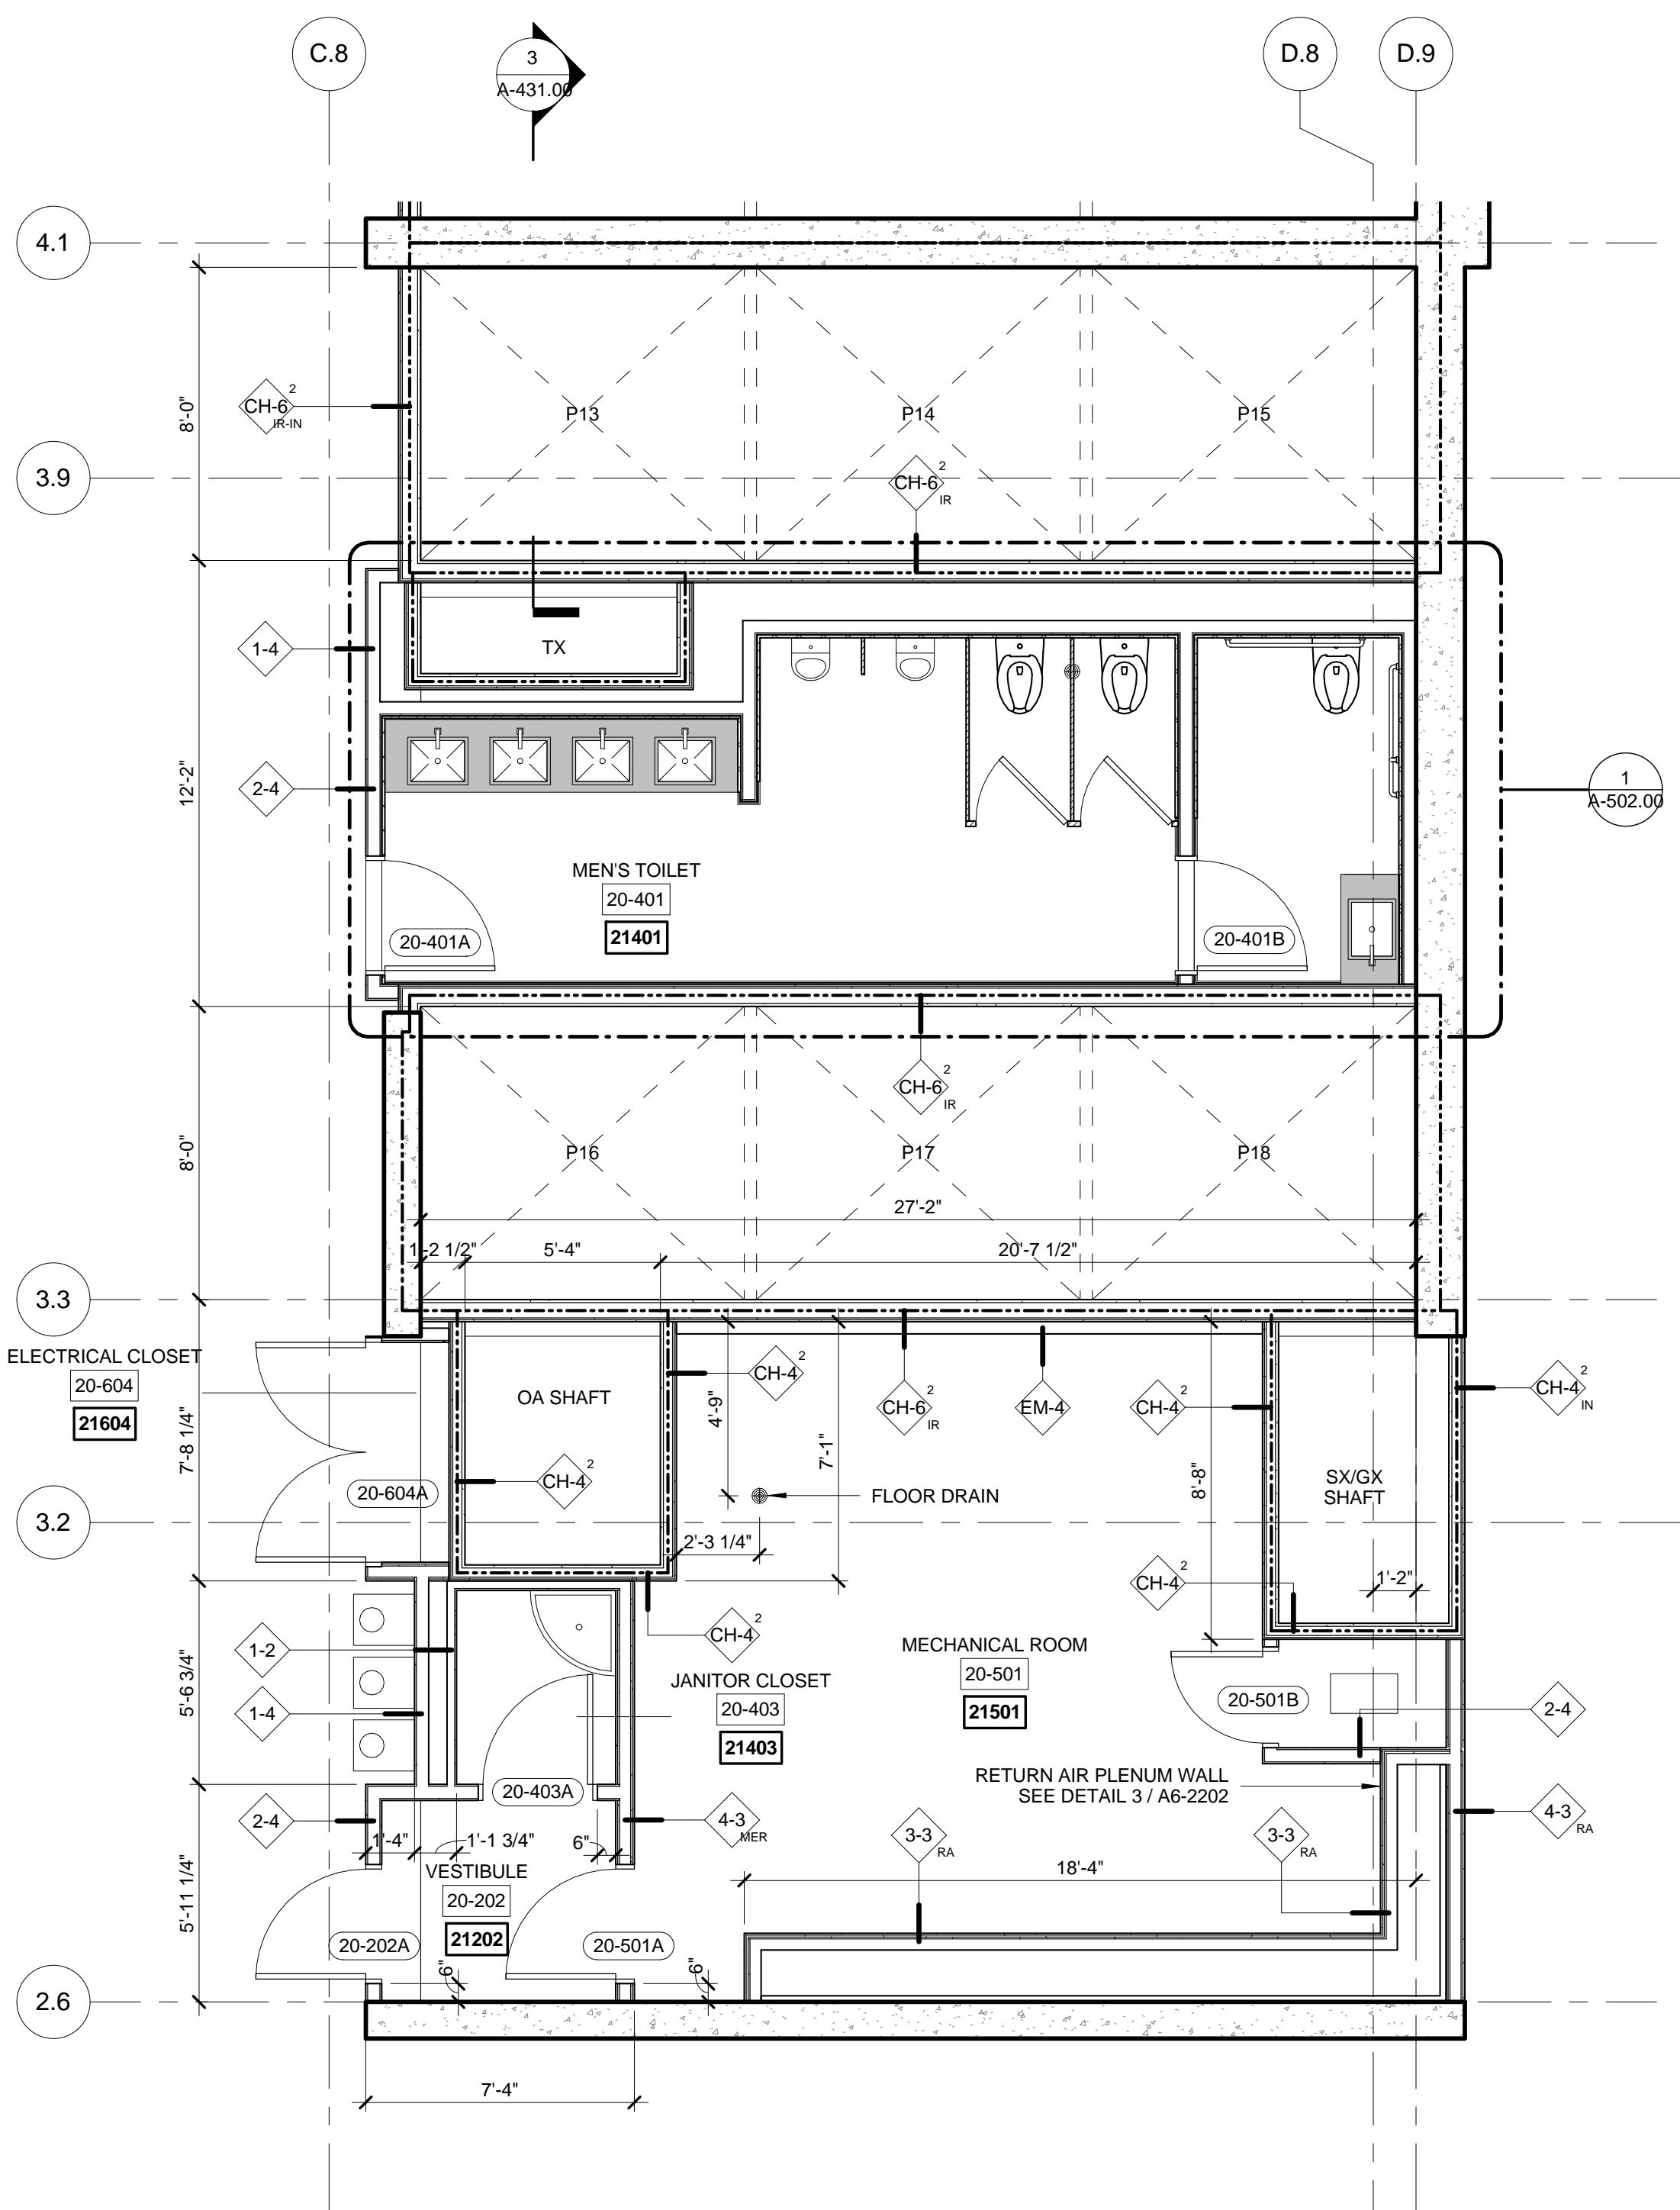 C.8
3
A-431.00
D.8
D.9
4.1
8'-0"
2
CH-6
IR-IN
P13
P14
P15
3.9
2
CH-6
IR
1-4
TX
12'-2"
2-4
1
A-502.00
MEN'S TOILET
20-401
21401
20-401A
20-401B
2
CH-6
IR
8'-0"
P16
P17
P18
27'-2"
1'-2 1/2"
5'-4"
20'-7 1/2"
3.3
ELECTRICAL CLOSET
20-604
21604
7'-8 1/4"
OA SHAFT
2
CH-4
4'-9"
2
CH-6
IR
EM-4
2
CH-4
2
CH-4
IN
7'-1"
8'-8"
2
CH-4
20-604A
FLOOR DRAIN
SX/GX
SHAFT
3.2
2'-3 1/4"
2
CH-4
1'-2"
2
CH-4
1-2
5'-6 3/4"
1-4
JANITOR CLOSET
20-403
21403
MECHANICAL ROOM
20-501
21501
20-501B
2-4
20-403A
RETURN AIR PLENUM WALL
SEE DETAIL 3 / A6-2202
2-4
1'-4"
1'-1 3/4"
6"
4-3
MER
3-3
RA
3-3
RA
4-3
RA
18'-4"
5'-11 1/4"
VESTIBULE
20-202
21202
20-202A
20-501A
6"
6"
2.6
7'-4"